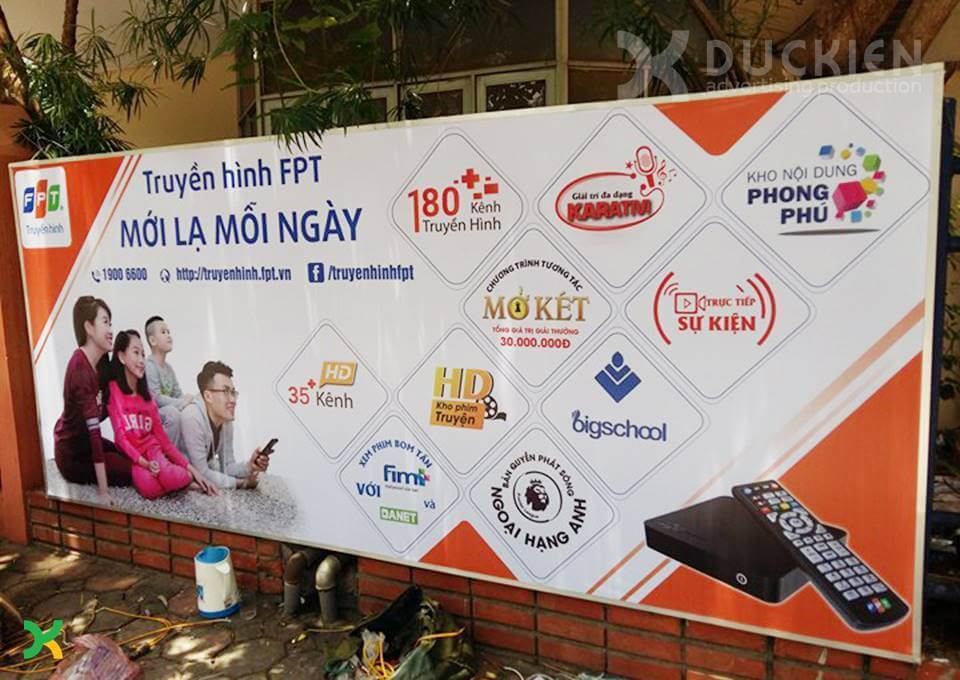 DUCKIEN
advertising production
FPT
Truyền hình
Truyền hình FPT
MỚI LẠ MỖI NGÀY
1900 6600 http://truyenhinh.fpt.vn f /truyenhinhfpt
180+ Kênh
Truyền Hình
Giải trí đa dạng
KARATIVI
KHO NỘI DUNG
PHONG
PHÚ
CHƯƠNG TRÌNH TƯƠNG TÁC
MỞ KÉT
TỔNG GIÁ TRỊ GIẢI THƯỞNG
30.000.000Đ
TRỰC TIẾP
SỰ KIỆN
35+ HD
Kênh
HD
Kho phim
Truyện
bigschool
XEM PHIM BOM TẤN
VỚI fim+ và
DANET
BẢN QUYỀN PHÁT SÓNG
NGOẠI HẠNG ANH
GIRL